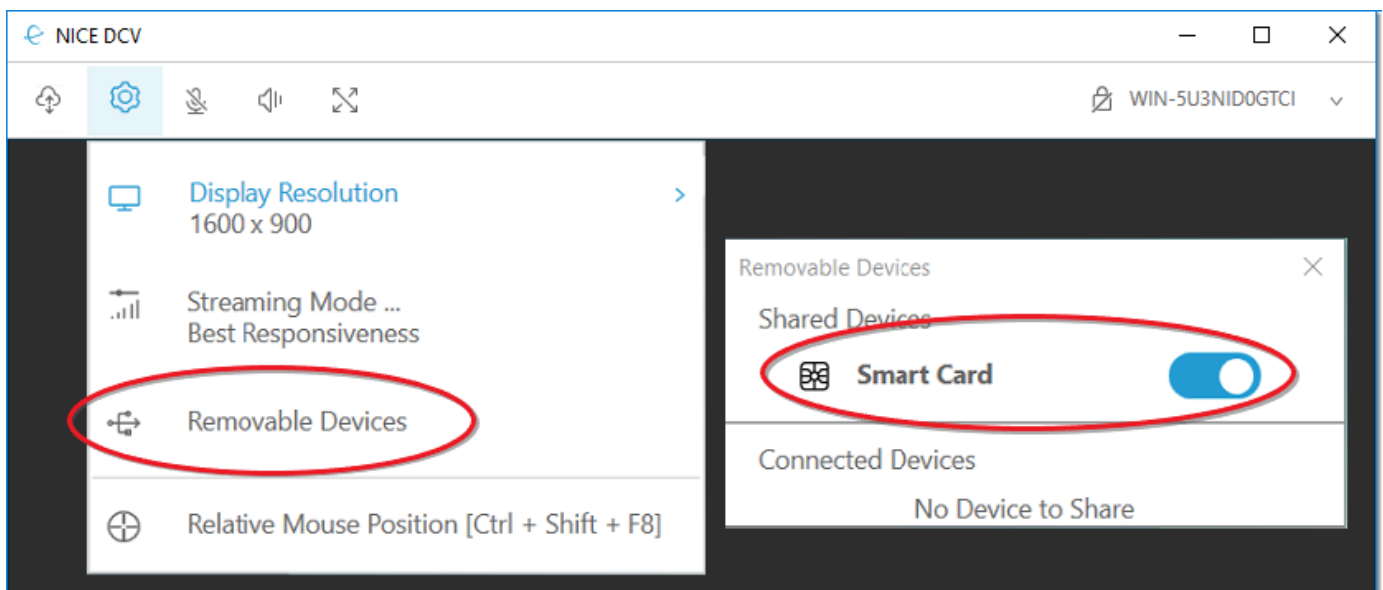 NICE DCV
WIN-5U3NID0GTCI
Display Resolution
1600 x 900
Streaming Mode ...
Best Responsiveness
Removable Devices
Relative Mouse Position [Ctrl + Shift + F8]
Removable Devices
Shared Devices
Smart Card
Connected Devices
No Device to Share